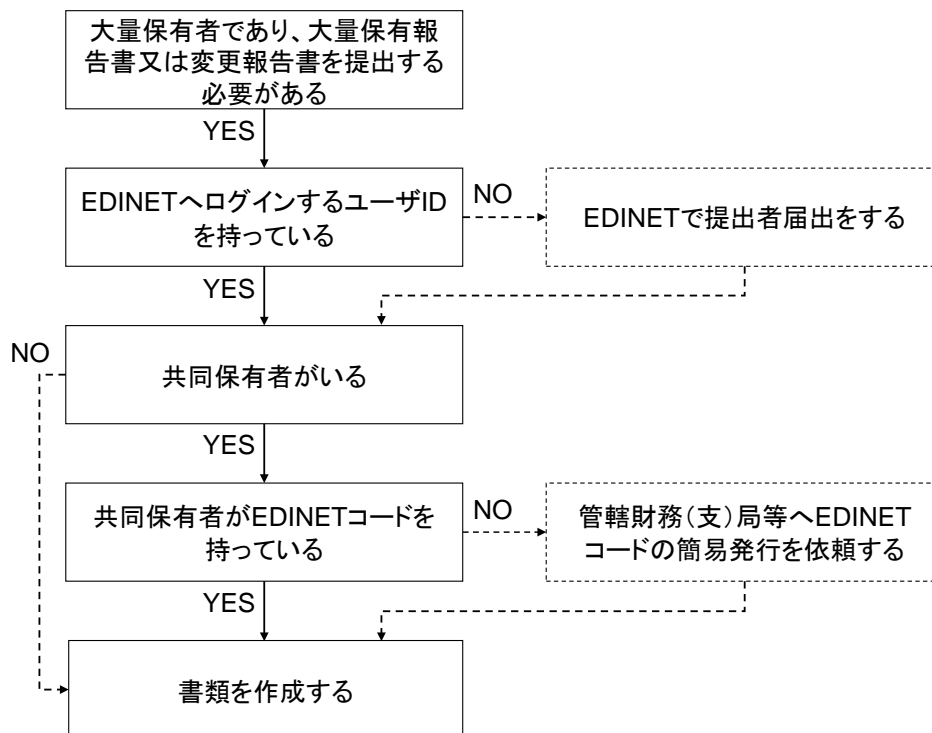 大量保有者であり、大量保有報
告書又は変更報告書を提出する
必要がある
YES
EDINETへログインするユーザID
を持っている
NO
EDINETで提出者届出をする
YES
NO
共同保有者がいる
YES
共同保有者がEDINETコードを
持っている
NO
管轄財務(支)局等へEDINET
コードの簡易発行を依頼する
YES
書類を作成する